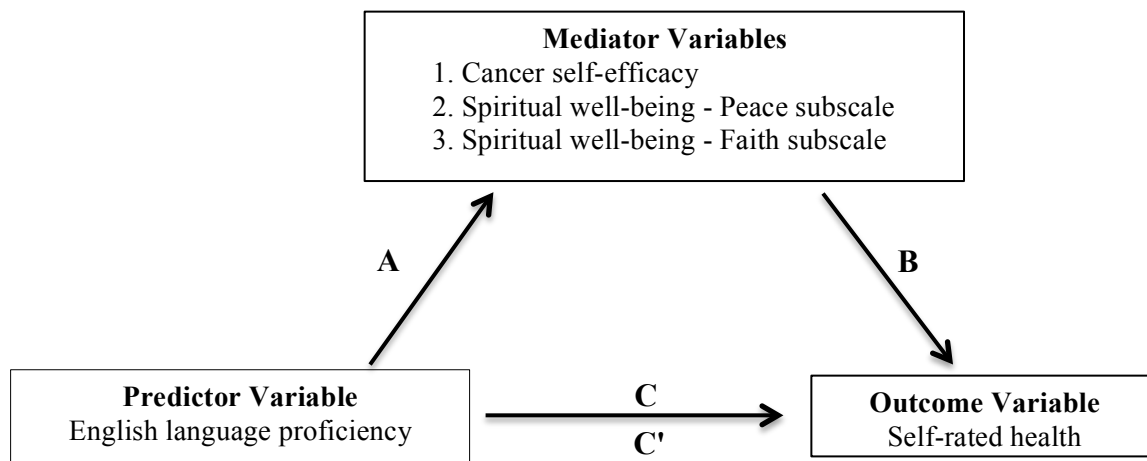 Mediator Variables
1. Cancer self-efficacy
2. Spiritual well-being - Peace subscale
3. Spiritual well-being - Faith subscale
A
B
Predictor Variable
English language proficiency
C
C'
Outcome Variable
Self-rated health